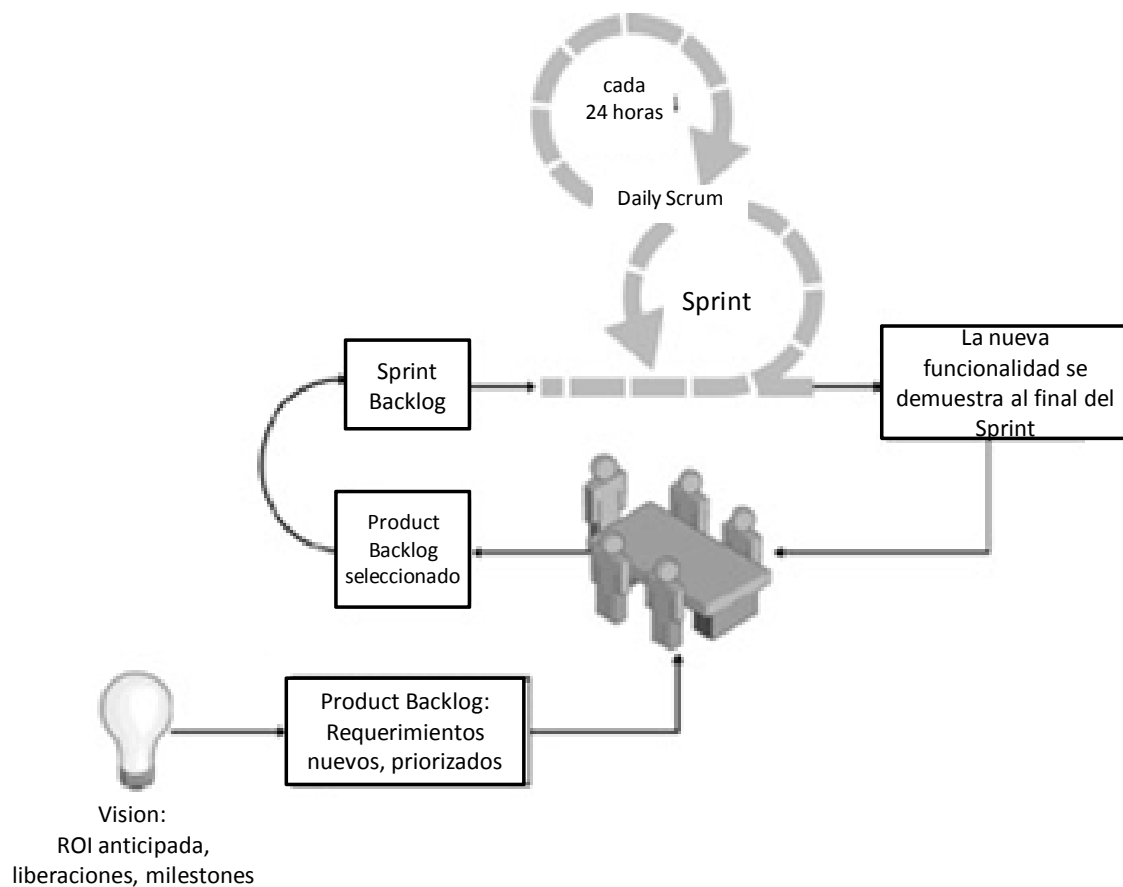 cada
24 horas
Daily Scrum
Sprint
Sprint
Backlog
La nueva
funcionalidad se
demuestra al final del
Sprint
Product
Backlog
seleccionado
Product Backlog:
Requerimientos
nuevos, priorizados
Vision:
ROI anticipada,
liberaciones, milestones